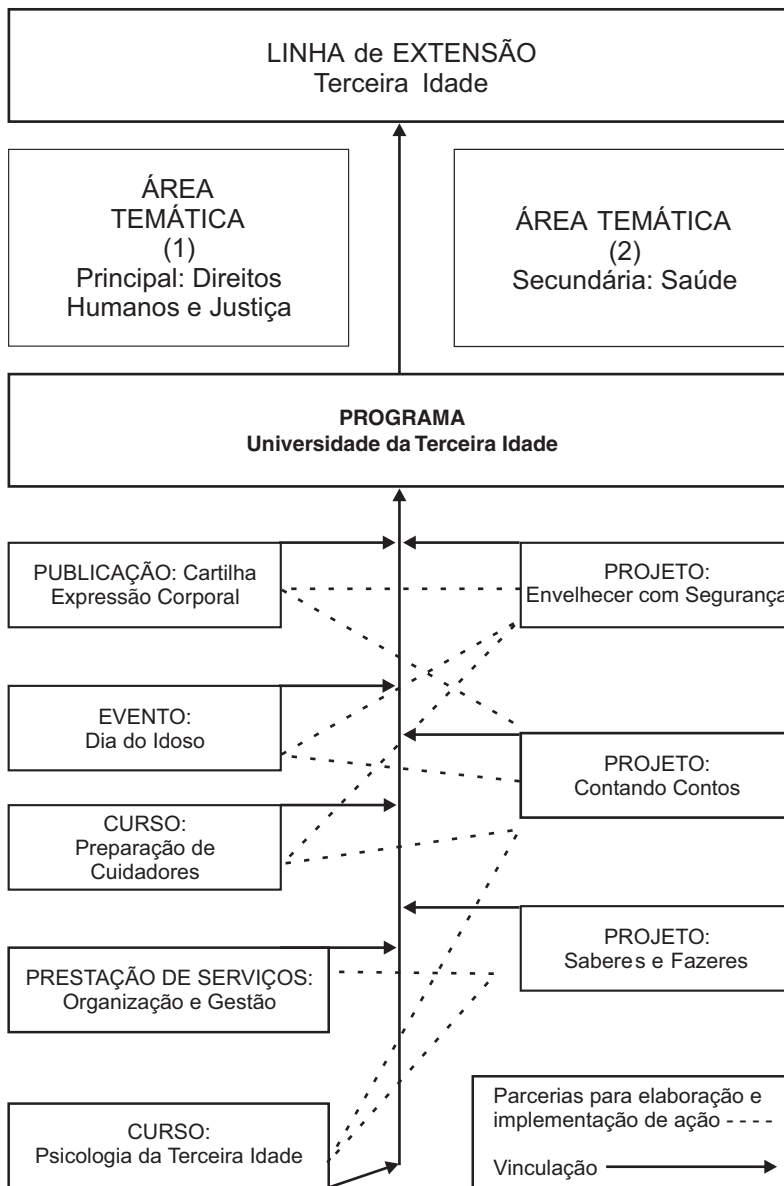 LINHA de EXTENSÃO
Terceira Idade
ÁREA
TEMÁTICA
(1)
Principal: Direitos
Humanos e Justiça
ÁREA TEMÁTICA
(2)
Secundária: Saúde
PROGRAMA
Universidade da Terceira Idade
PUBLICAÇÃO: Cartilha
Expressão Corporal
PROJETO:
Envelhecer com Segurança
EVENTO:
Dia do Idoso
PROJETO:
Contando Contos
CURSO:
Preparação de
Cuidadores
PROJETO:
Saberes e Fazeres
PRESTAÇÃO DE SERVIÇOS:
Organização e Gestão
CURSO:
Psicologia da Terceira Idade
Parcerias para elaboração e
implementação de ação
Vinculação